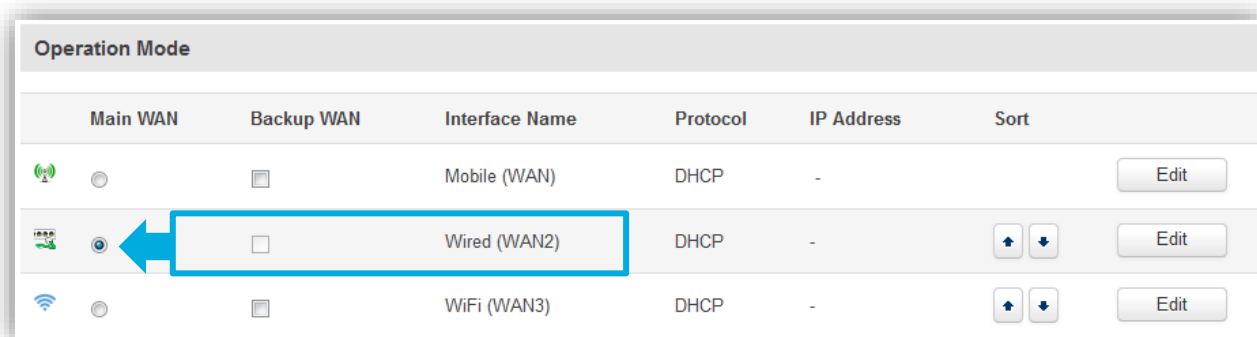 Operation Mode
Main WAN Backup WAN Interface Name Protocol IP Address Sort
Mobile (WAN) DHCP - Edit
Wired (WAN2) DHCP - Edit
WiFi (WAN3) DHCP - Edit